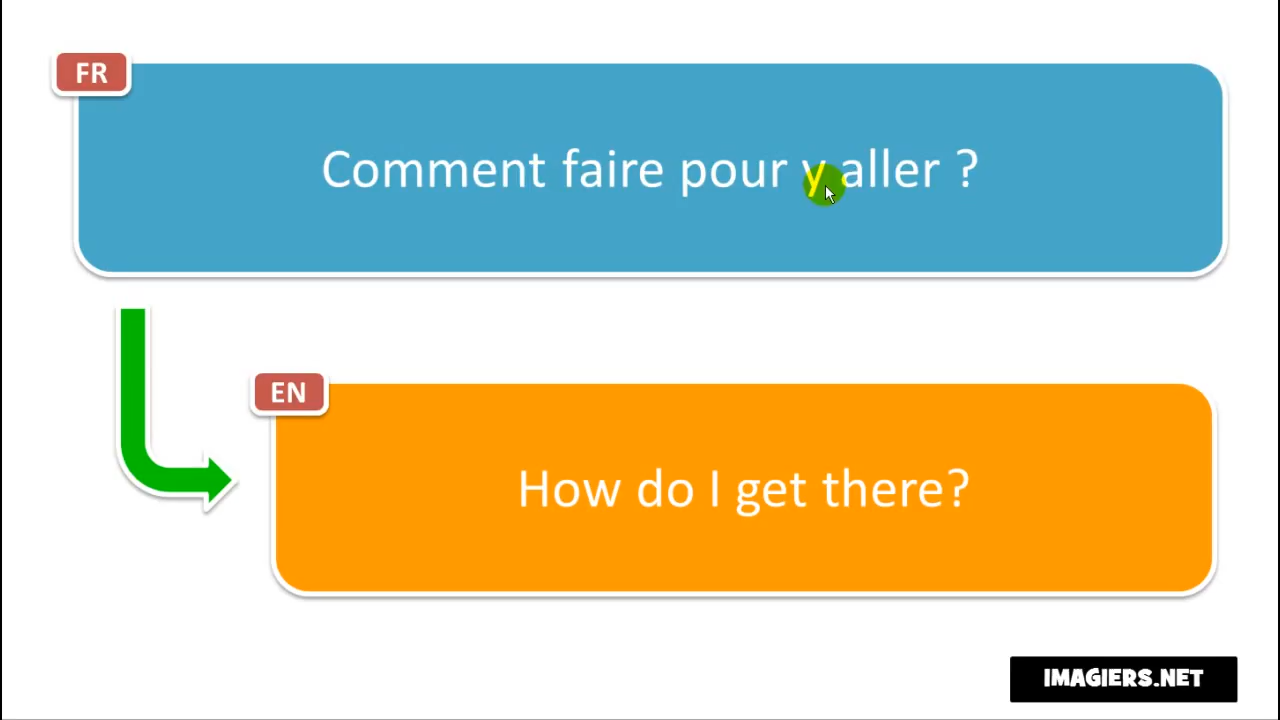 FR
Comment faire pour y aller ?
EN
How do I get there?
IMAGIERS.NET